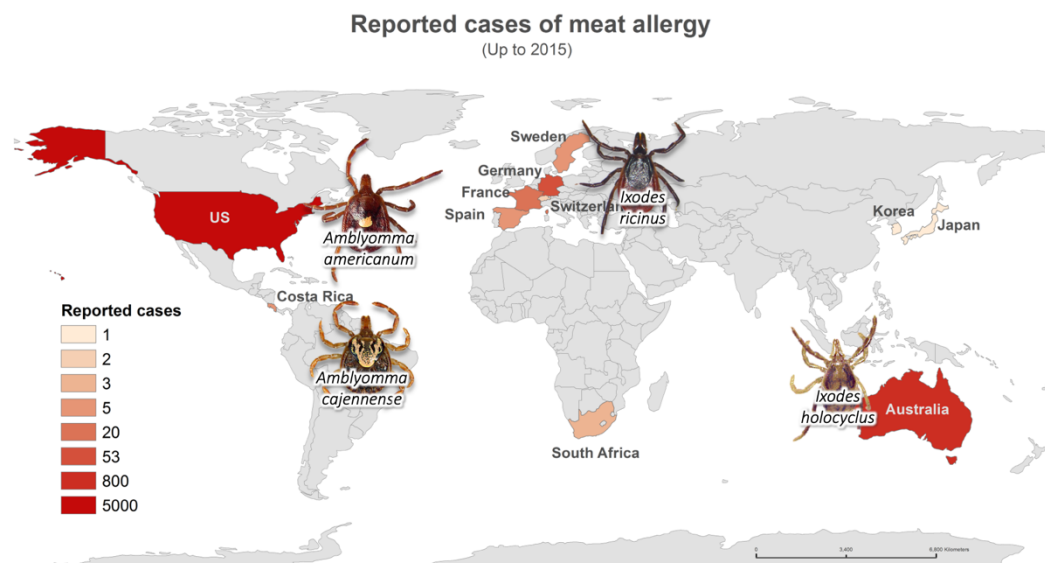 Reported cases of meat allergy
(Up to 2015)
Sweden
Germany
France
Spain
Switzerlan
US
Ixodes
ricinus
Amblyomma
americanum
Korea
Japan
Costa Rica
Reported cases
1
2
3
5
20
53
800
5000
Amblyomma
cajennense
Ixodes
holocyclus
Australia
South Africa
0 3,400 6,800 Kilometers